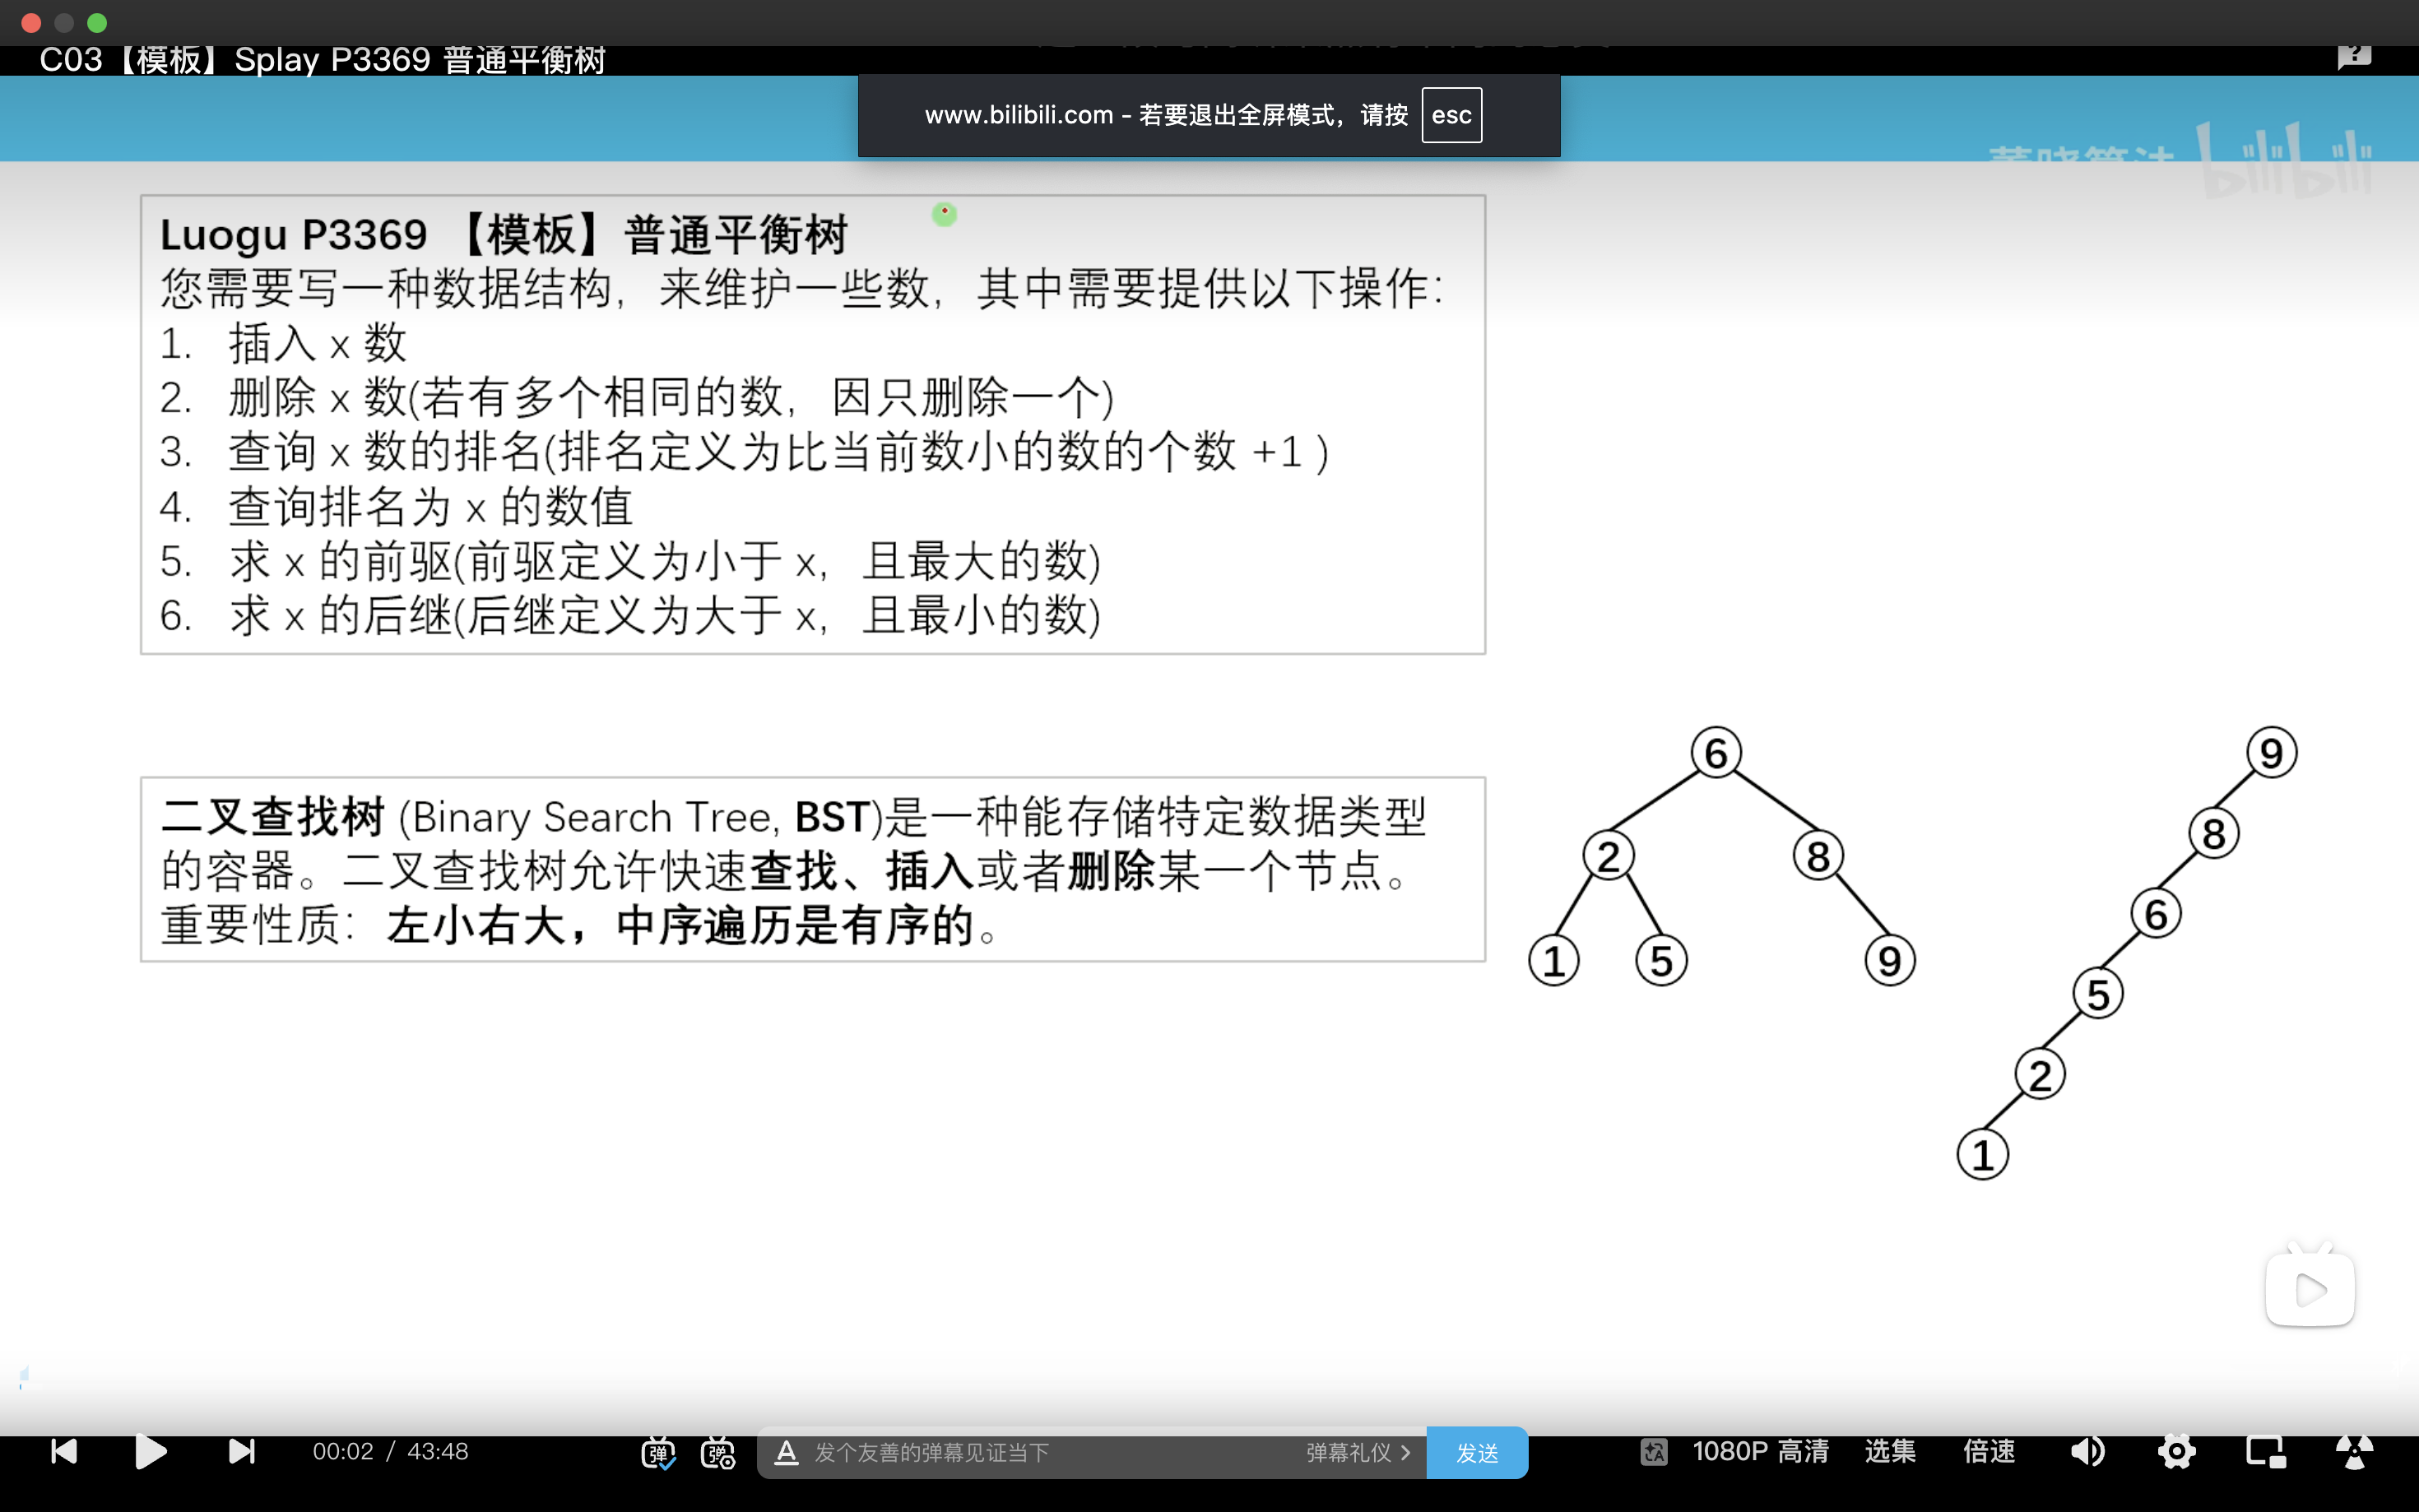 C03【模板】Splay P3369 普通平衡树
www.bilibili.com - 若要退出全屏模式，请按 esc
bilibili
Luogu P3369 【模板】普通平衡树
您需要写一种数据结构，来维护一些数，其中需要提供以下操作：
1. 插入 x 数
2. 删除 x 数(若有多个相同的数，因只删除一个)
3. 查询 x 数的排名(排名定义为比当前数小的数的个数 +1 )
4. 查询排名为 x 的数值
5. 求 x 的前驱(前驱定义为小于 x，且最大的数)
6. 求 x 的后继(后继定义为大于 x，且最小的数)
二叉查找树 (Binary Search Tree, BST)是一种能存储特定数据类型
的容器。二叉查找树允许快速查找、插入或者删除某一个节点。
重要性质：左小右大，中序遍历是有序的。
6
2 8
1 5 9
9
8
6
5
2
1
00:02 / 43:48
弹 弹 A 发个友善的弹幕见证当下 弹幕礼仪 > 发送
1080P 高清 选集 倍速